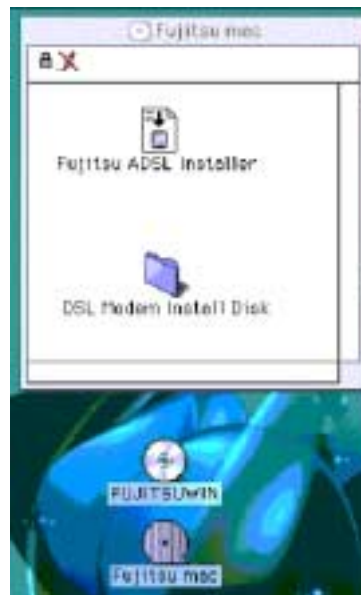 Fujitsu mac
Fujitsu ADSL Installer
DSL Modem Install Disk
FUJITSUWIN
Fujitsu mac